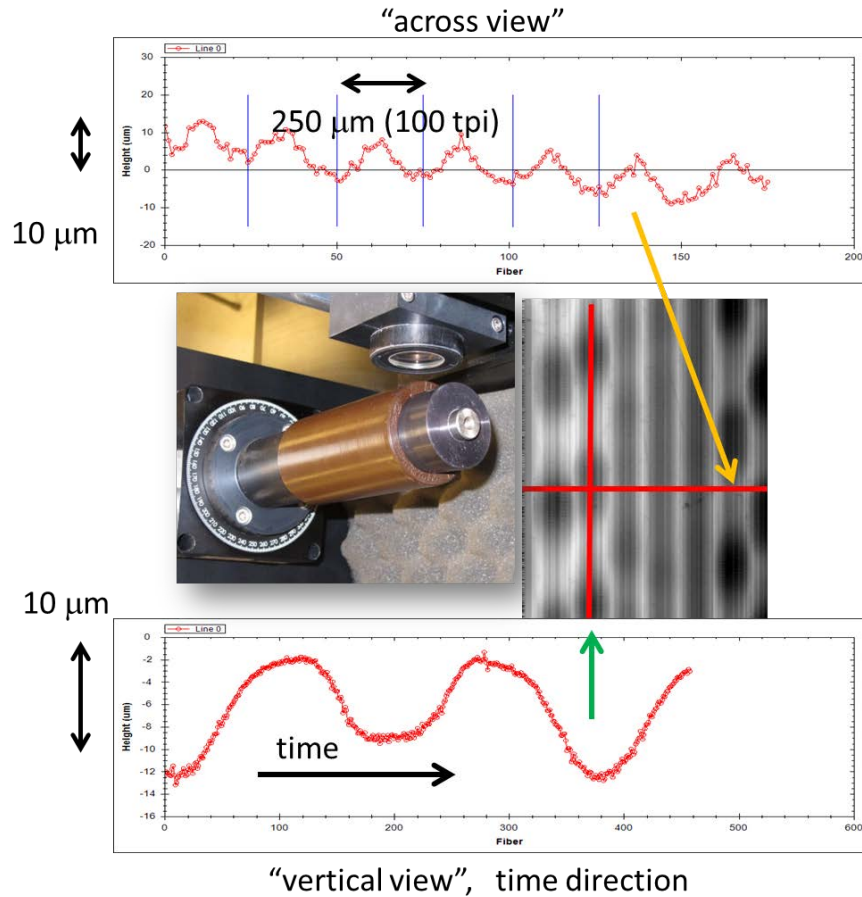 “across view”
Line 0
30
20
10
0
-10
-20
Height (um)
250 μm (100 tpi)
10 μm
0
50
100
150
200
Fiber
10 μm
Line 0
0
-2
-4
-6
-8
-10
-12
-14
-16
Height (um)
time
0
100
200
300
400
500
600
Fiber
“vertical view”, time direction